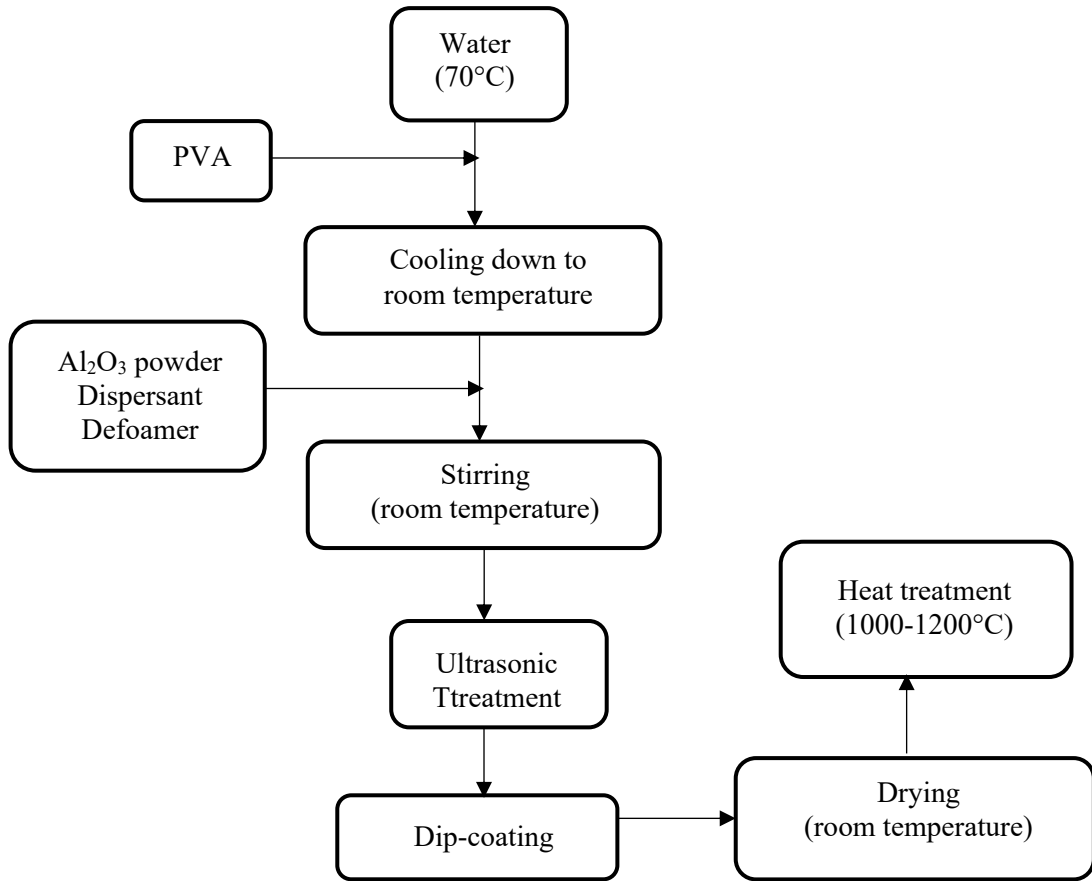 Water
(70°C)
PVA
Cooling down to
room temperature
Al₂O₃ powder
Dispersant
Defoamer
Stirring
(room temperature)
Ultrasonic
Ttreatment
Dip-coating
Drying
(room temperature)
Heat treatment
(1000-1200°C)